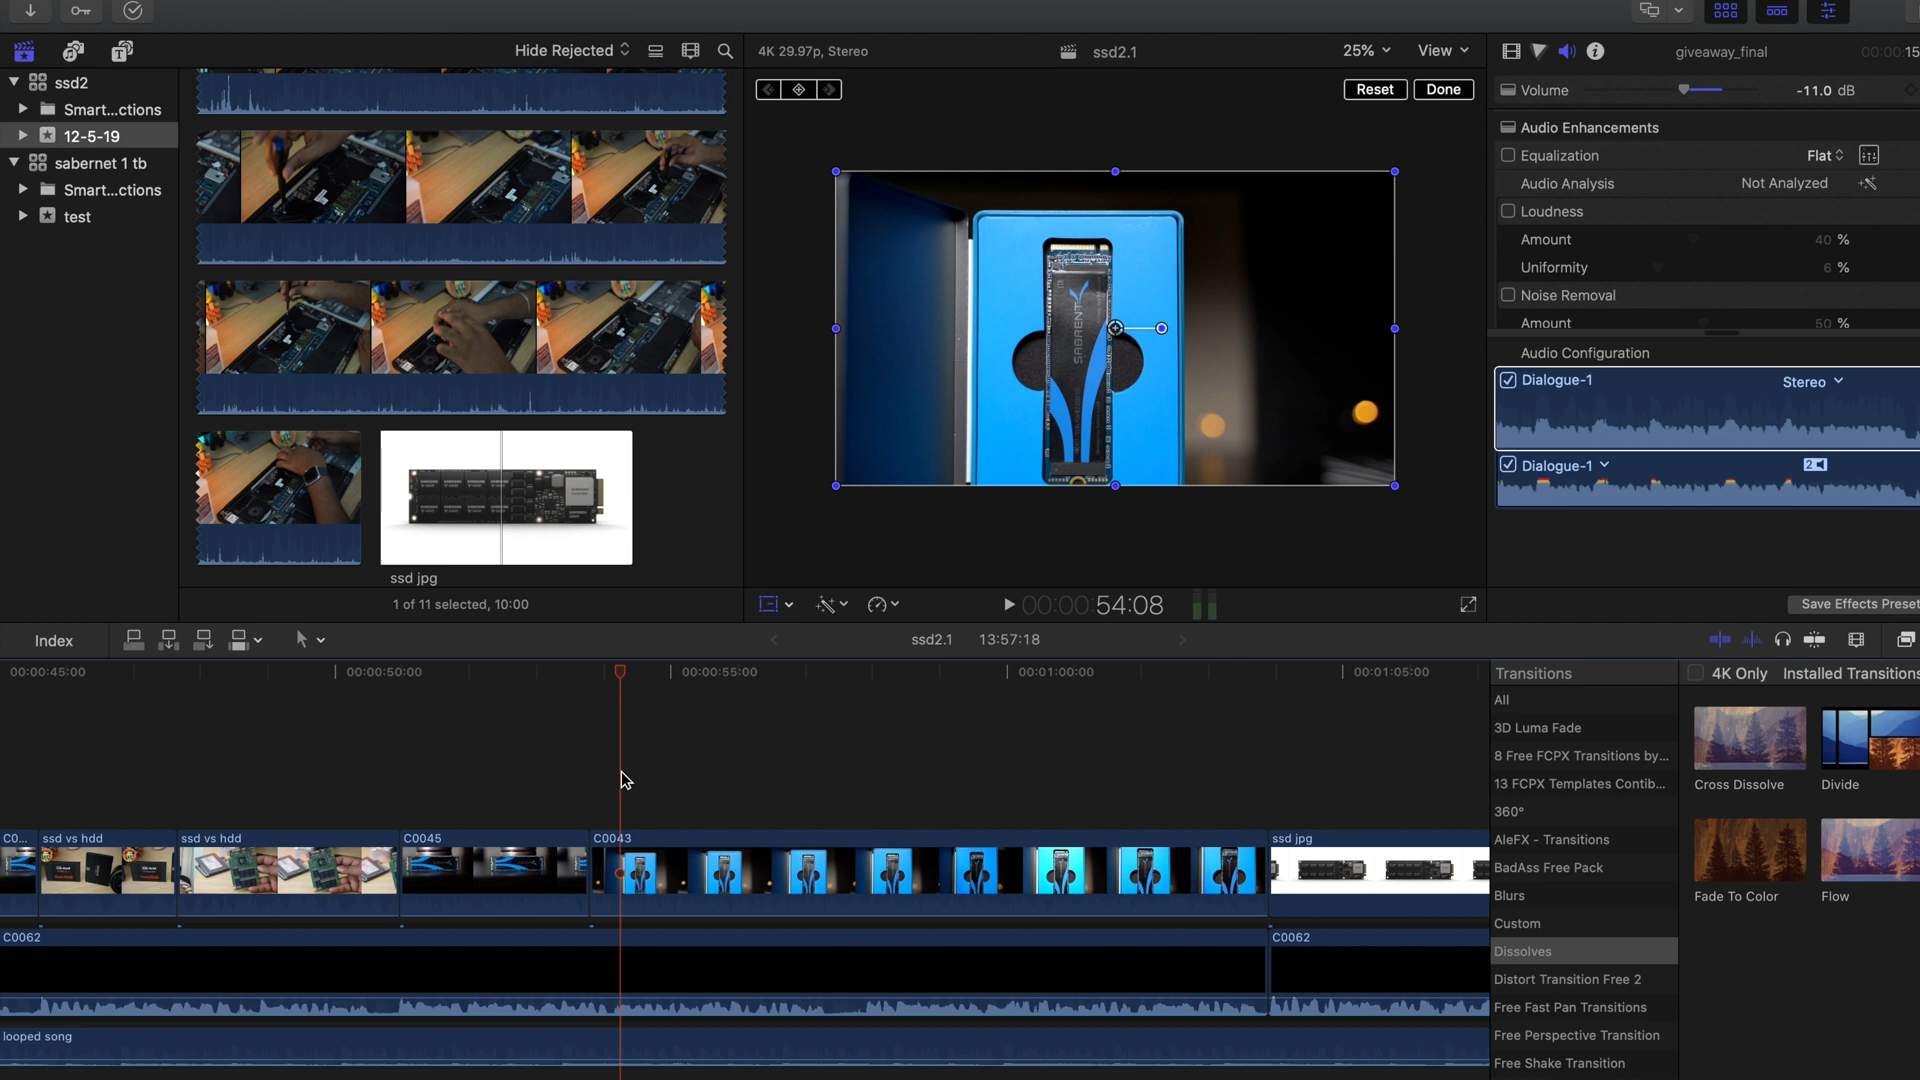 Hide Rejected
4K 29.97p, Stereo
ssd2.1
25%
View
giveaway_final
00:00:15
ssd2
Smart...ctions
12-5-19
sabernet 1 tb
Smart...ctions
test
Reset
Done
Volume
-11.0 dB
Audio Enhancements
Equalization
Flat
Audio Analysis
Not Analyzed
Loudness
Amount
40 %
Uniformity
6 %
Noise Removal
Amount
50 %
Audio Configuration
Dialogue-1
Stereo
Dialogue-1
2
SABRENT
ssd jpg
1 of 11 selected, 10:00
00:00:54:08
Save Effects Preset
Index
ssd2.1
13:57:18
00:00:45:00
00:00:50:00
00:00:55:00
00:01:00:00
00:01:05:00
Transitions
4K Only
Installed Transitions
All
3D Luma Fade
8 Free FCPX Transitions by...
13 FCPX Templates Contib...
360°
AleFX - Transitions
BadAss Free Pack
Blurs
Custom
Dissolves
Distort Transition Free 2
Free Fast Pan Transitions
Free Perspective Transition
Free Shake Transition
Cross Dissolve
Divide
Fade To Color
Flow
C0...
ssd vs hdd
ssd vs hdd
C0045
C0043
ssd jpg
C0062
C0062
looped song